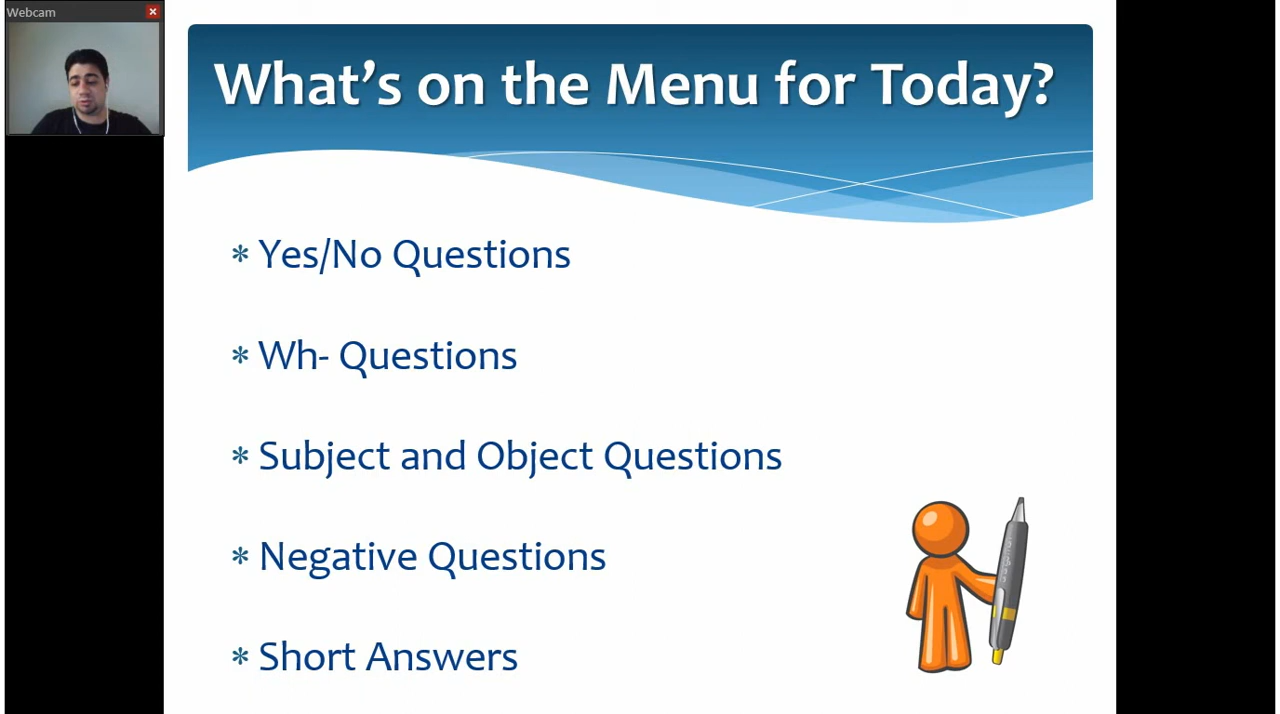 Webcam
What's on the Menu for Today?
* Yes/No Questions
* Wh- Questions
* Subject and Object Questions
* Negative Questions
* Short Answers